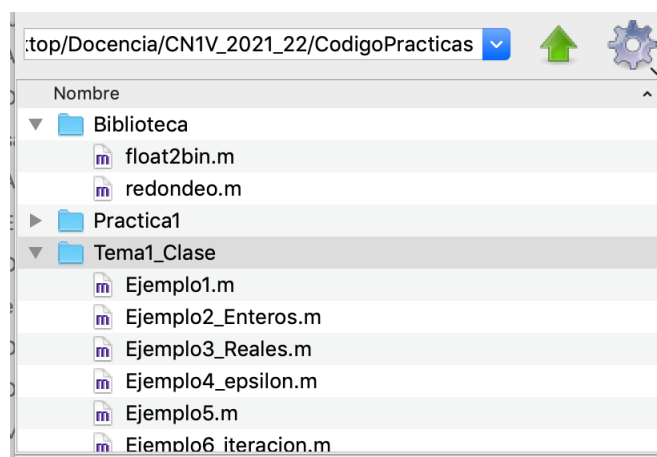 :top/Docencia/CN1V_2021_22/CodigoPracticas
Nombre
Biblioteca
float2bin.m
redondeo.m
Practica1
Tema1_Clase
Ejemplo1.m
Ejemplo2_Enteros.m
Ejemplo3_Reales.m
Ejemplo4_epsilon.m
Ejemplo5.m
Ejemplo6_iteracion.m